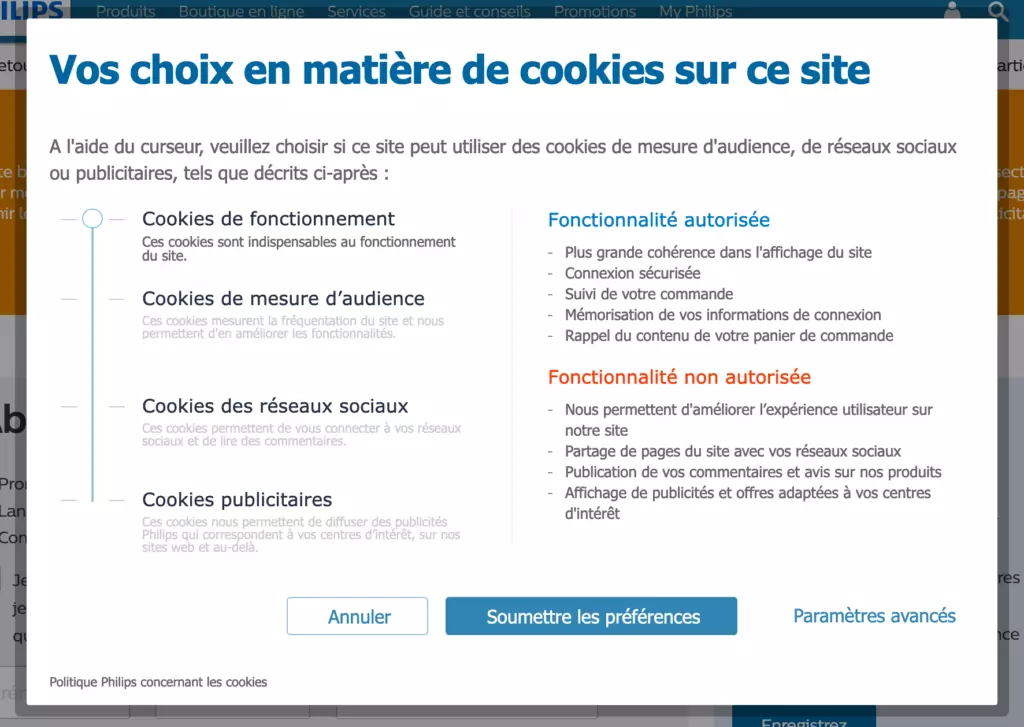 Produits Boutique en ligne Services Guide et conseils Promotions My Philips
Vos choix en matière de cookies sur ce site
A l'aide du curseur, veuillez choisir si ce site peut utiliser des cookies de mesure d'audience, de réseaux sociaux
ou publicitaires, tels que décrits ci-après :
Cookies de fonctionnement
Ces cookies sont indispensables au fonctionnement
du site.
Cookies de mesure d’audience
Ces cookies mesurent la fréquentation du site et nous
permettent d'en améliorer les fonctionnalités.
Cookies des réseaux sociaux
Ces cookies permettent de vous connecter à vos réseaux
sociaux et de lire des commentaires.
Cookies publicitaires
Ces cookies nous permettent de diffuser des publicités
Philips qui correspondent à vos centres d’intérêt, sur nos
sites web et au-delà.
Fonctionnalité autorisée
- Plus grande cohérence dans l'affichage du site
- Connexion sécurisée
- Suivi de votre commande
- Mémorisation de vos informations de connexion
- Rappel du contenu de votre panier de commande
Fonctionnalité non autorisée
- Nous permettent d'améliorer l’expérience utilisateur sur
notre site
- Partage de pages du site avec vos réseaux sociaux
- Publication de vos commentaires et avis sur nos produits
- Affichage de publicités et offres adaptées à vos centres
d'intérêt
Annuler
Soumettre les préférences
Paramètres avancés
Politique Philips concernant les cookies
Enregistrez